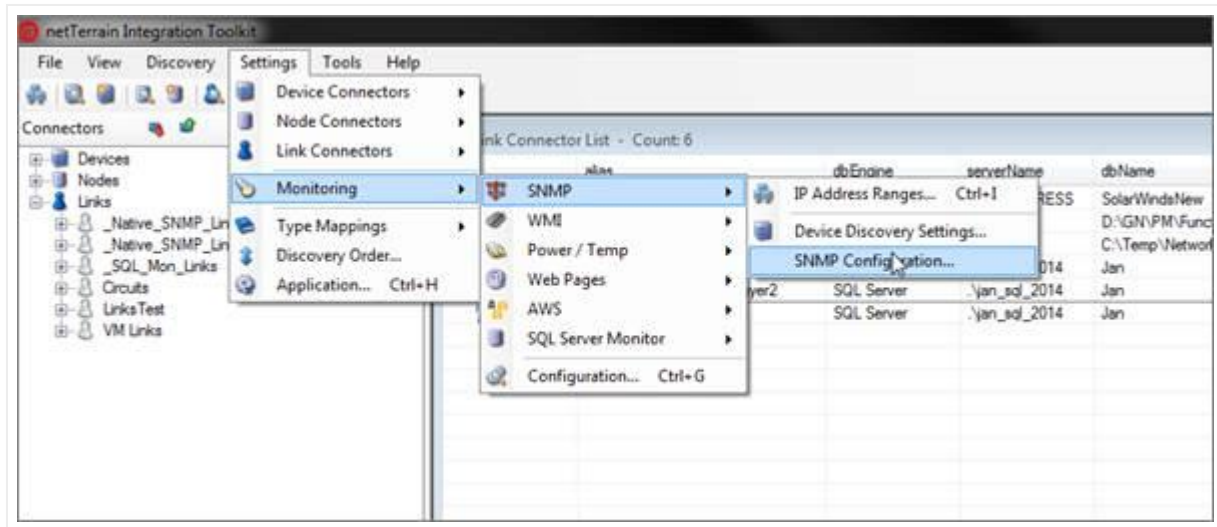 netTerrain Integration Toolkit
File View Discovery Settings Tools Help
Connectors
Devices
Nodes
Links
_Native_SNMP_Lin
_Native_SNMP_Lin
_SQL_Mon_Links
Circuits
LinksTest
VM Links
Device Connectors
Node Connectors
Link Connectors
Monitoring
Type Mappings
Discovery Order...
Application... Ctrl+H
SNMP
WMI
Power / Temp
Web Pages
AWS
SQL Server Monitor
Configuration... Ctrl+G
IP Address Ranges... Ctrl+I
Device Discovery Settings...
SNMP Configuration...
ink Connector List - Count: 6
alias dbEngine serverName dbName
RESS SolarWindsNew
D:\GN\PM\Func
C:\Temp\Networ
014 Jan
yer2 SQL Server .\jan_sql_2014 Jan
SQL Server .\jan_sql_2014 Jan